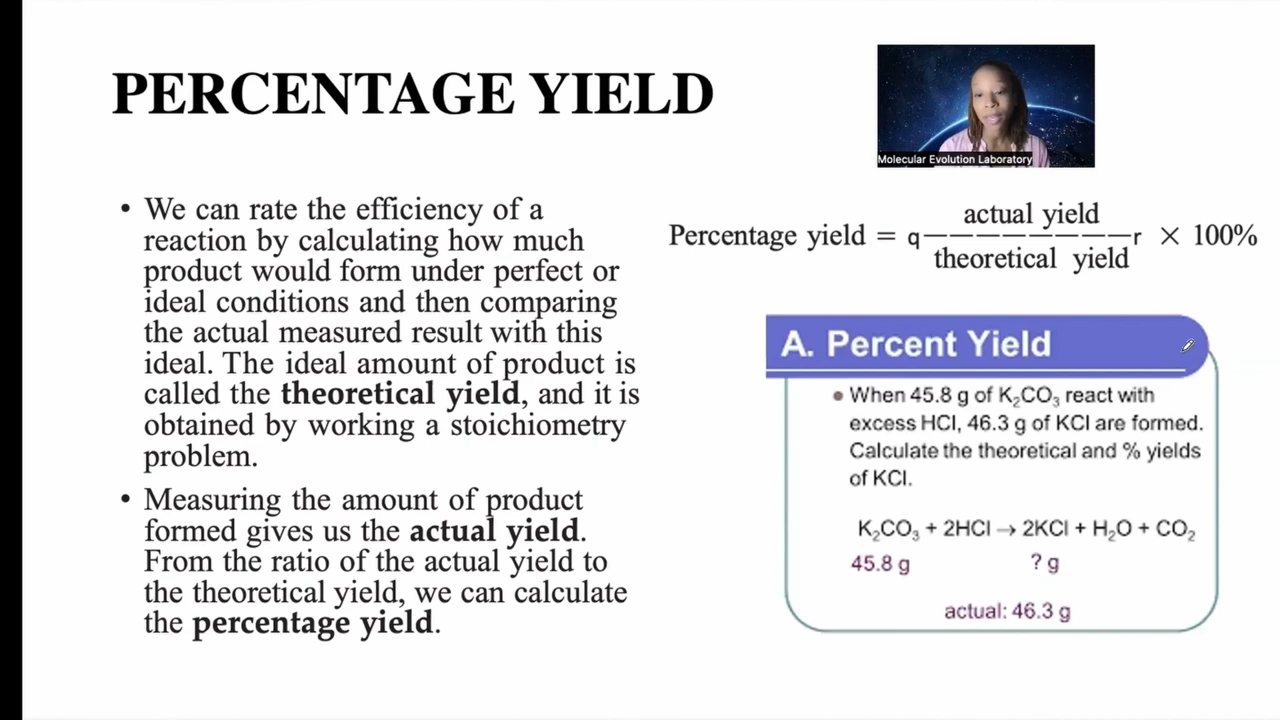 PERCENTAGE YIELD
Molecular Evolution Laboratory
• We can rate the efficiency of a
reaction by calculating how much
product would form under perfect or
ideal conditions and then comparing
the actual measured result with this
ideal. The ideal amount of product is
called the theoretical yield, and it is
obtained by working a stoichiometry
problem.
• Measuring the amount of product
formed gives us the actual yield.
From the ratio of the actual yield to
the theoretical yield, we can calculate
the percentage yield.
actual yield
Percentage yield = q————————r × 100%
theoretical yield
A. Percent Yield
• When 45.8 g of K₂CO₃ react with
excess HCl, 46.3 g of KCl are formed.
Calculate the theoretical and % yields
of KCl.
K₂CO₃ + 2HCl → 2KCl + H₂O + CO₂
45.8 g ? g
actual: 46.3 g